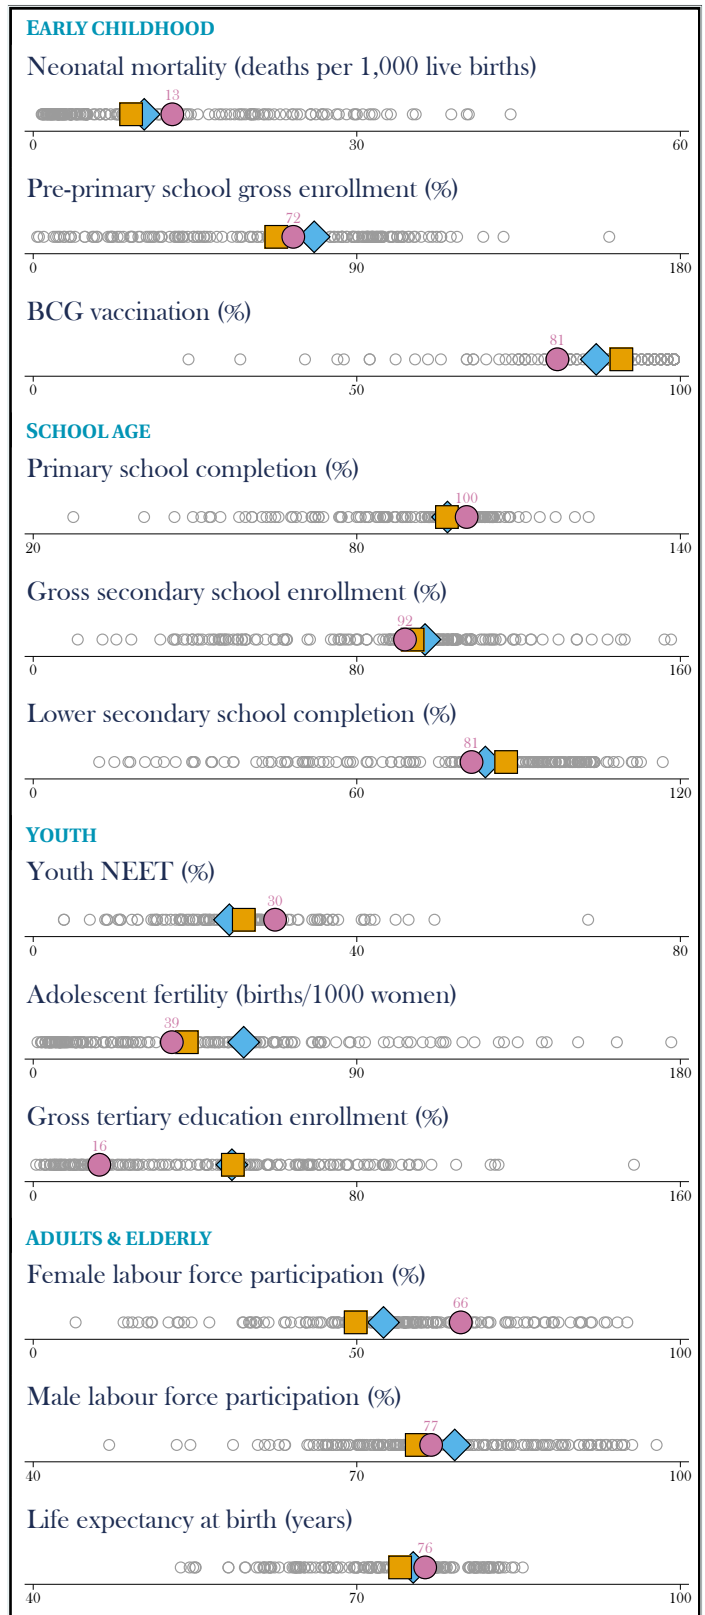 EARLY CHILDHOOD
Neonatal mortality (deaths per 1,000 live births)
13
0 30 60
Pre-primary school gross enrollment (%)
72
0 90 180
BCG vaccination (%)
81
0 50 100
SCHOOL AGE
Primary school completion (%)
100
20 80 140
Gross secondary school enrollment (%)
92
0 80 160
Lower secondary school completion (%)
81
0 60 120
YOUTH
Youth NEET (%)
30
0 40 80
Adolescent fertility (births/1000 women)
39
0 90 180
Gross tertiary education enrollment (%)
16
0 80 160
ADULTS & ELDERLY
Female labour force participation (%)
66
0 50 100
Male labour force participation (%)
77
40 70 100
Life expectancy at birth (years)
76
40 70 100